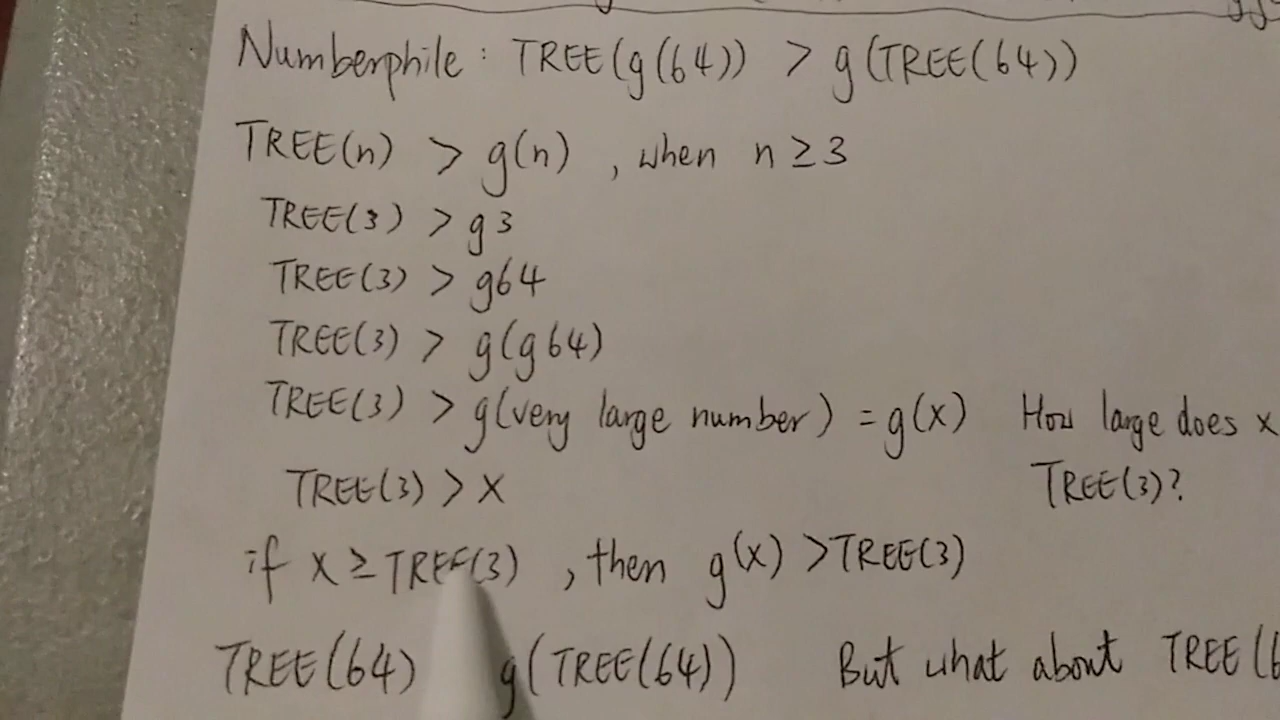 Numberphile : TREE(g(64)) > g(TREE(64))
TREE(n) > g(n) , when n ≥ 3
TREE(3) > g3
TREE(3) > g64
TREE(3) > g(g64)
TREE(3) > g(very large number) = g(x) How large does x
TREE(3) > x TREE(3)?
if x ≥ TREE(3) , then g(x) > TREE(3)
TREE(64) g(TREE(64)) But what about TREE(6